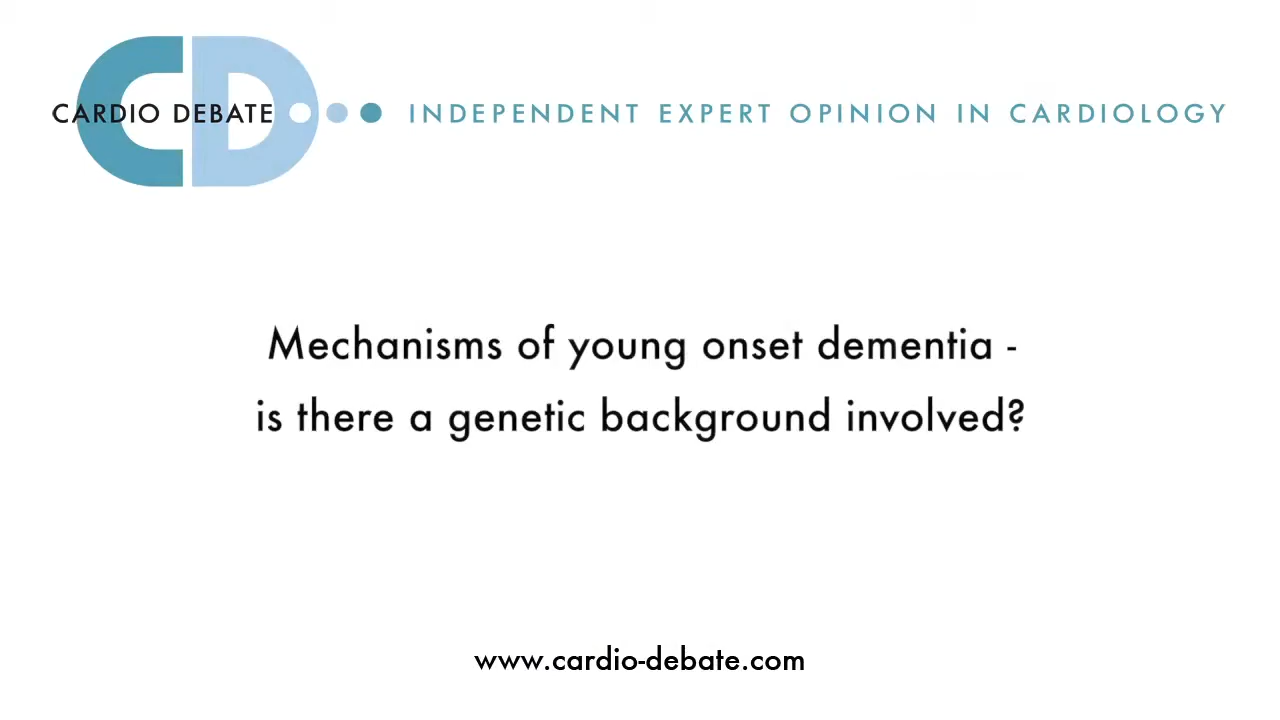 CARDIO DEBATE
INDEPENDENT EXPERT OPINION IN CARDIOLOGY
Mechanisms of young onset dementia -
is there a genetic background involved?
www.cardio-debate.com